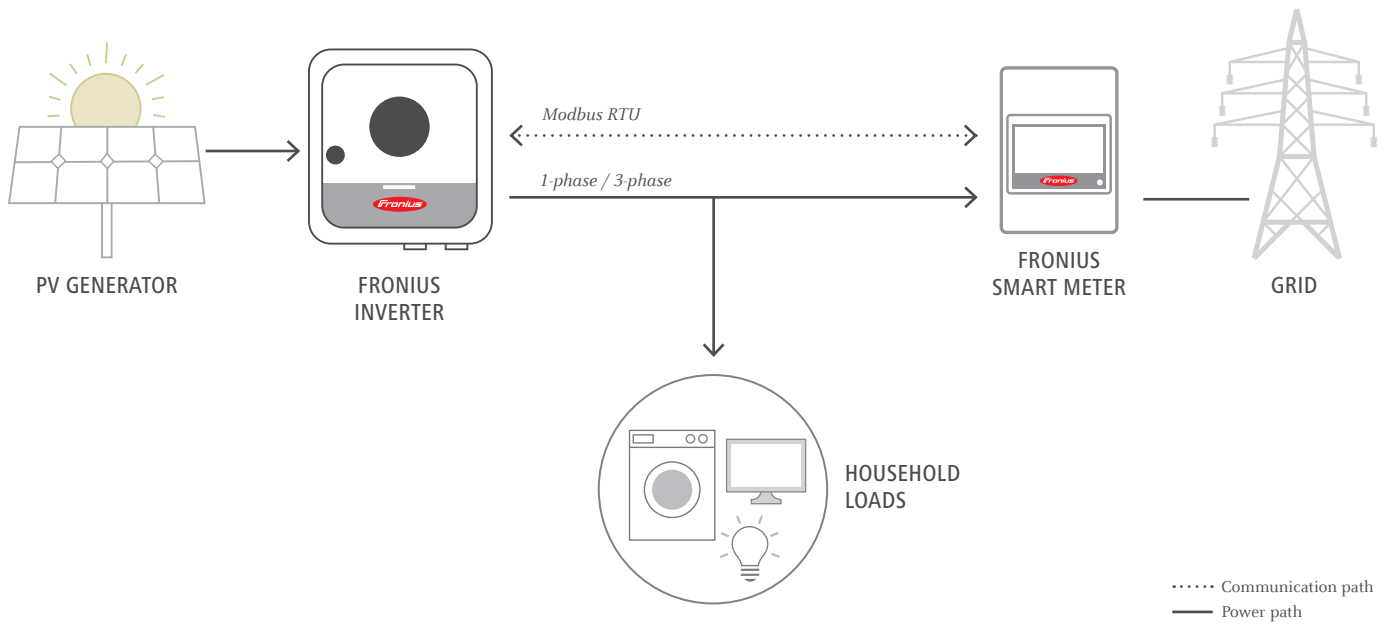 Modbus RTU
1-phase / 3-phase
Fronius
Fronius
PV GENERATOR
FRONIUS
INVERTER
FRONIUS
SMART METER
GRID
HOUSEHOLD
LOADS
Communication path
Power path